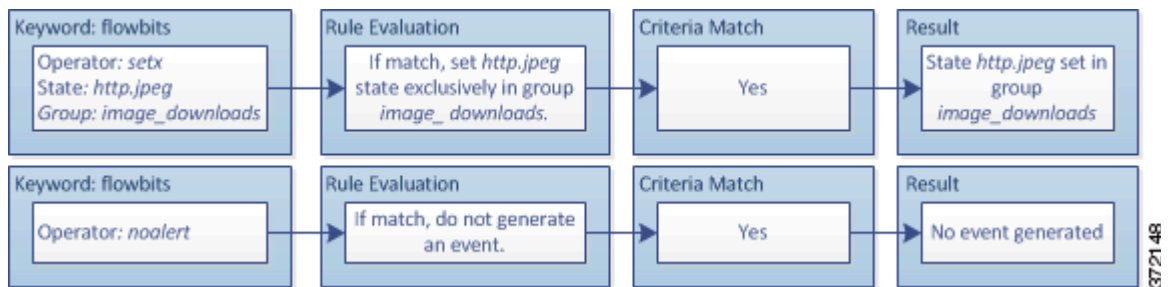 Keyword: flowbits
Operator: setx
State: http.jpeg
Group: image_downloads
Rule Evaluation
If match, set http.jpeg
state exclusively in group
image_ downloads.
Criteria Match
Yes
Result
State http.jpeg set in
group
image_downloads
Keyword: flowbits
Operator: noalert
Rule Evaluation
If match, do not generate
an event.
Criteria Match
Yes
Result
No event generated
372148